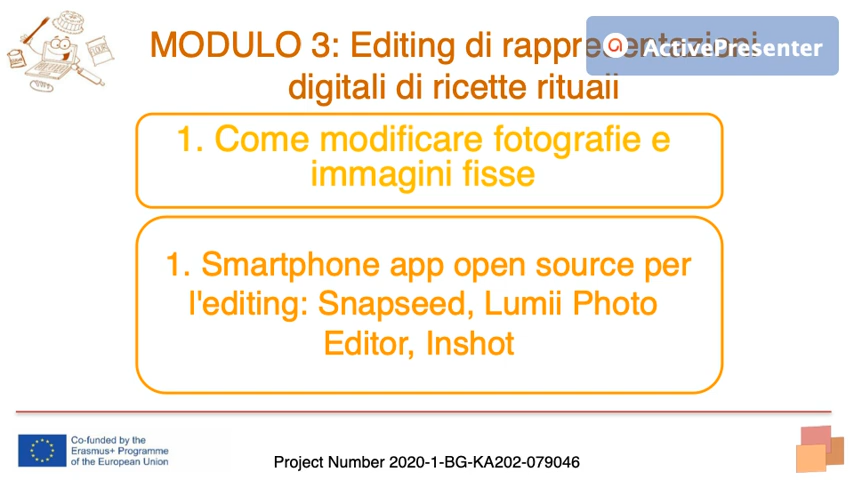 MODULO 3: Editing di rappresentazioni
digitali di ricette rituali
ActivePresenter
1. Come modificare fotografie e
immagini fisse
1. Smartphone app open source per
l'editing: Snapseed, Lumii Photo
Editor, Inshot
Co-funded by the
Erasmus+ Programme
of the European Union
Project Number 2020-1-BG-KA202-079046